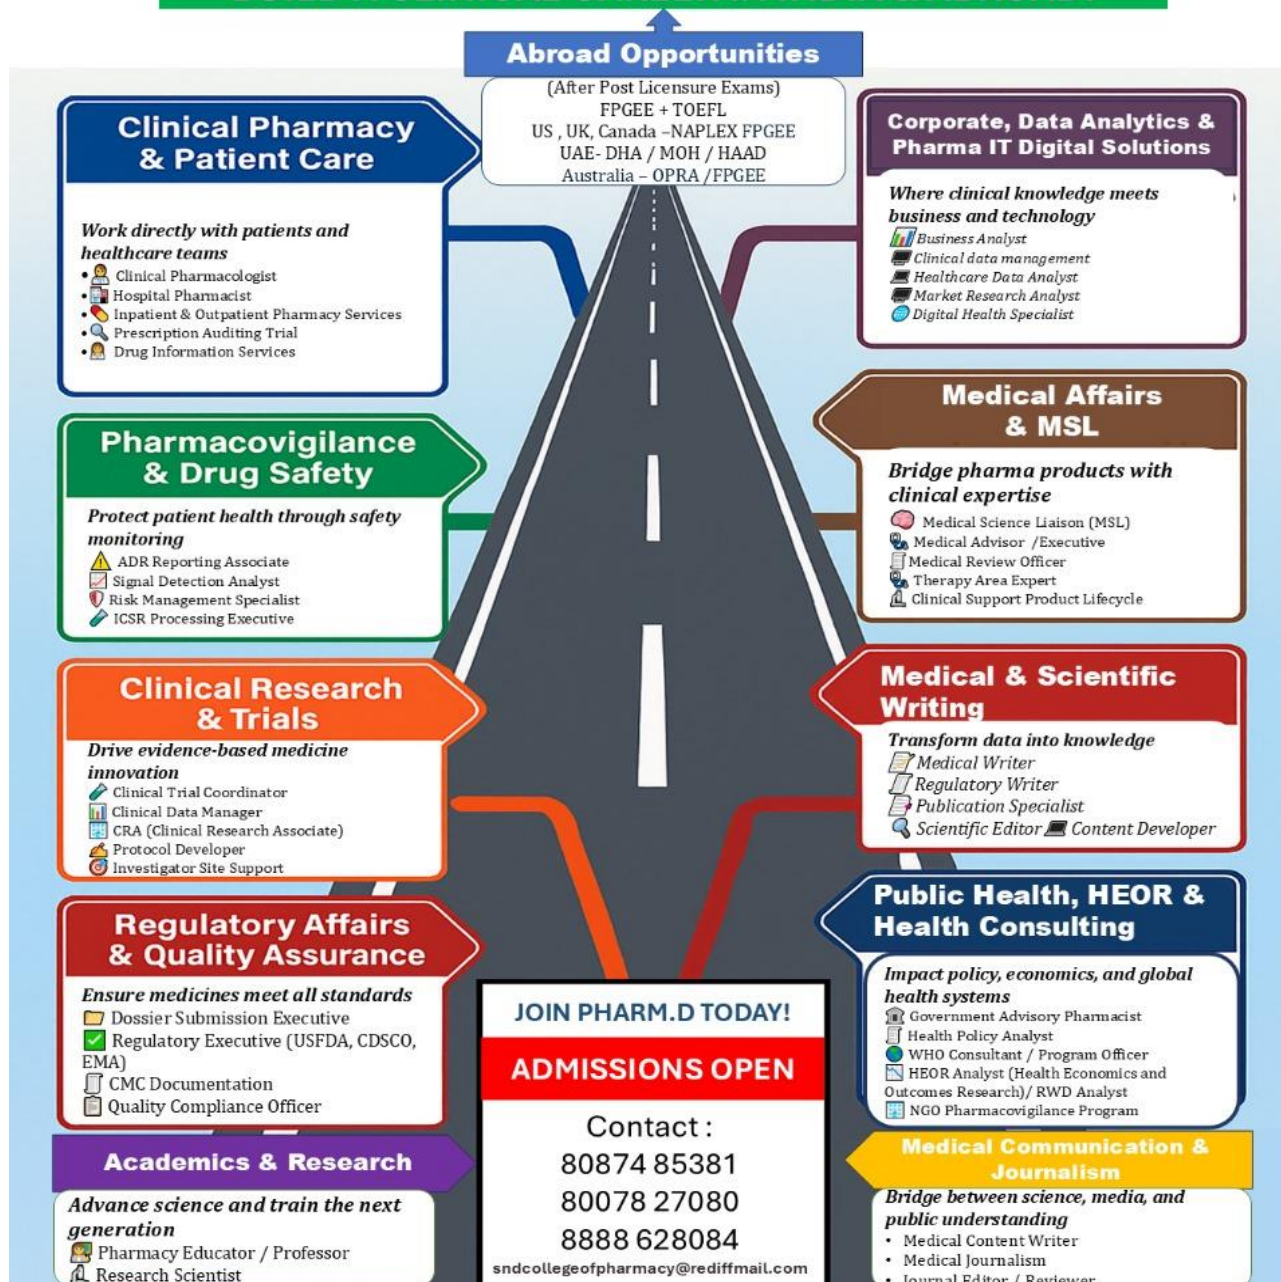 Abroad Opportunities
(After Post Licensure Exams)
FPGEE + TOEFL
US , UK, Canada –NAPLEX FPGEE
UAE- DHA / MOH / HAAD
Australia – OPRA /FPGEE
Clinical Pharmacy
& Patient Care
Work directly with patients and
healthcare teams
• Clinical Pharmacologist
• Hospital Pharmacist
• Inpatient & Outpatient Pharmacy Services
• Prescription Auditing Trial
• Drug Information Services
Pharmacovigilance
& Drug Safety
Protect patient health through safety
monitoring
ADR Reporting Associate
Signal Detection Analyst
Risk Management Specialist
ICSR Processing Executive
Clinical Research
& Trials
Drive evidence-based medicine
innovation
Clinical Trial Coordinator
Clinical Data Manager
CRA (Clinical Research Associate)
Protocol Developer
Investigator Site Support
Regulatory Affairs
& Quality Assurance
Ensure medicines meet all standards
Dossier Submission Executive
Regulatory Executive (USFDA, CDSCO,
EMA)
CMC Documentation
Quality Compliance Officer
Academics & Research
Advance science and train the next
generation
Pharmacy Educator / Professor
Research Scientist
Corporate, Data Analytics &
Pharma IT Digital Solutions
Where clinical knowledge meets
business and technology
Business Analyst
Clinical data management
Healthcare Data Analyst
Market Research Analyst
Digital Health Specialist
Medical Affairs
& MSL
Bridge pharma products with
clinical expertise
Medical Science Liaison (MSL)
Medical Advisor /Executive
Medical Review Officer
Therapy Area Expert
Clinical Support Product Lifecycle
Medical & Scientific
Writing
Transform data into knowledge
Medical Writer
Regulatory Writer
Publication Specialist
Scientific Editor Content Developer
Public Health, HEOR &
Health Consulting
Impact policy, economics, and global
health systems
Government Advisory Pharmacist
Health Policy Analyst
WHO Consultant / Program Officer
HEOR Analyst (Health Economics and
Outcomes Research)/ RWD Analyst
NGO Pharmacovigilance Program
Medical Communication &
Journalism
Bridge between science, media, and
public understanding
• Medical Content Writer
• Medical Journalism
• Journal Editor / Reviewer
JOIN PHARM.D TODAY!
ADMISSIONS OPEN
Contact :
80874 85381
80078 27080
8888 628084
sndcollegeofpharmacy@rediffmail.com